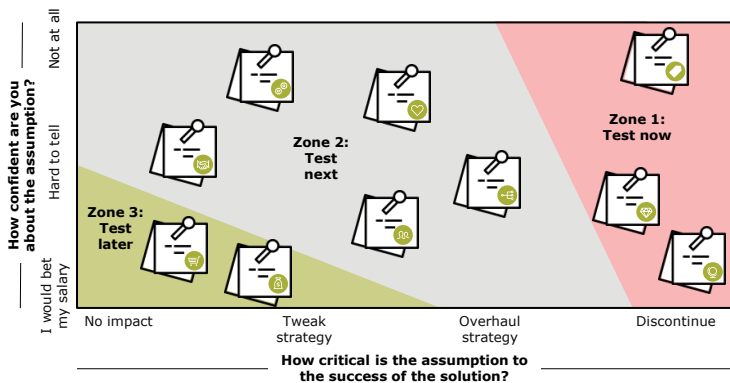 How confident are you
about the assumption?
Not at all
Hard to tell
I would bet
my salary
Zone 1:
Test now
Zone 2:
Test
next
Zone 3:
Test
later
No impact
Tweak
strategy
Overhaul
strategy
Discontinue
How critical is the assumption to
the success of the solution?